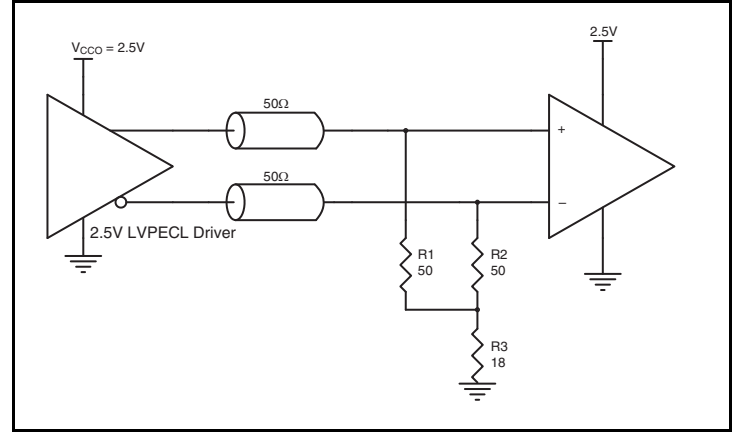 V_CCO = 2.5V
2.5V
50Ω
+
50Ω
–
2.5V LVPECL Driver
R1
50
R2
50
R3
18